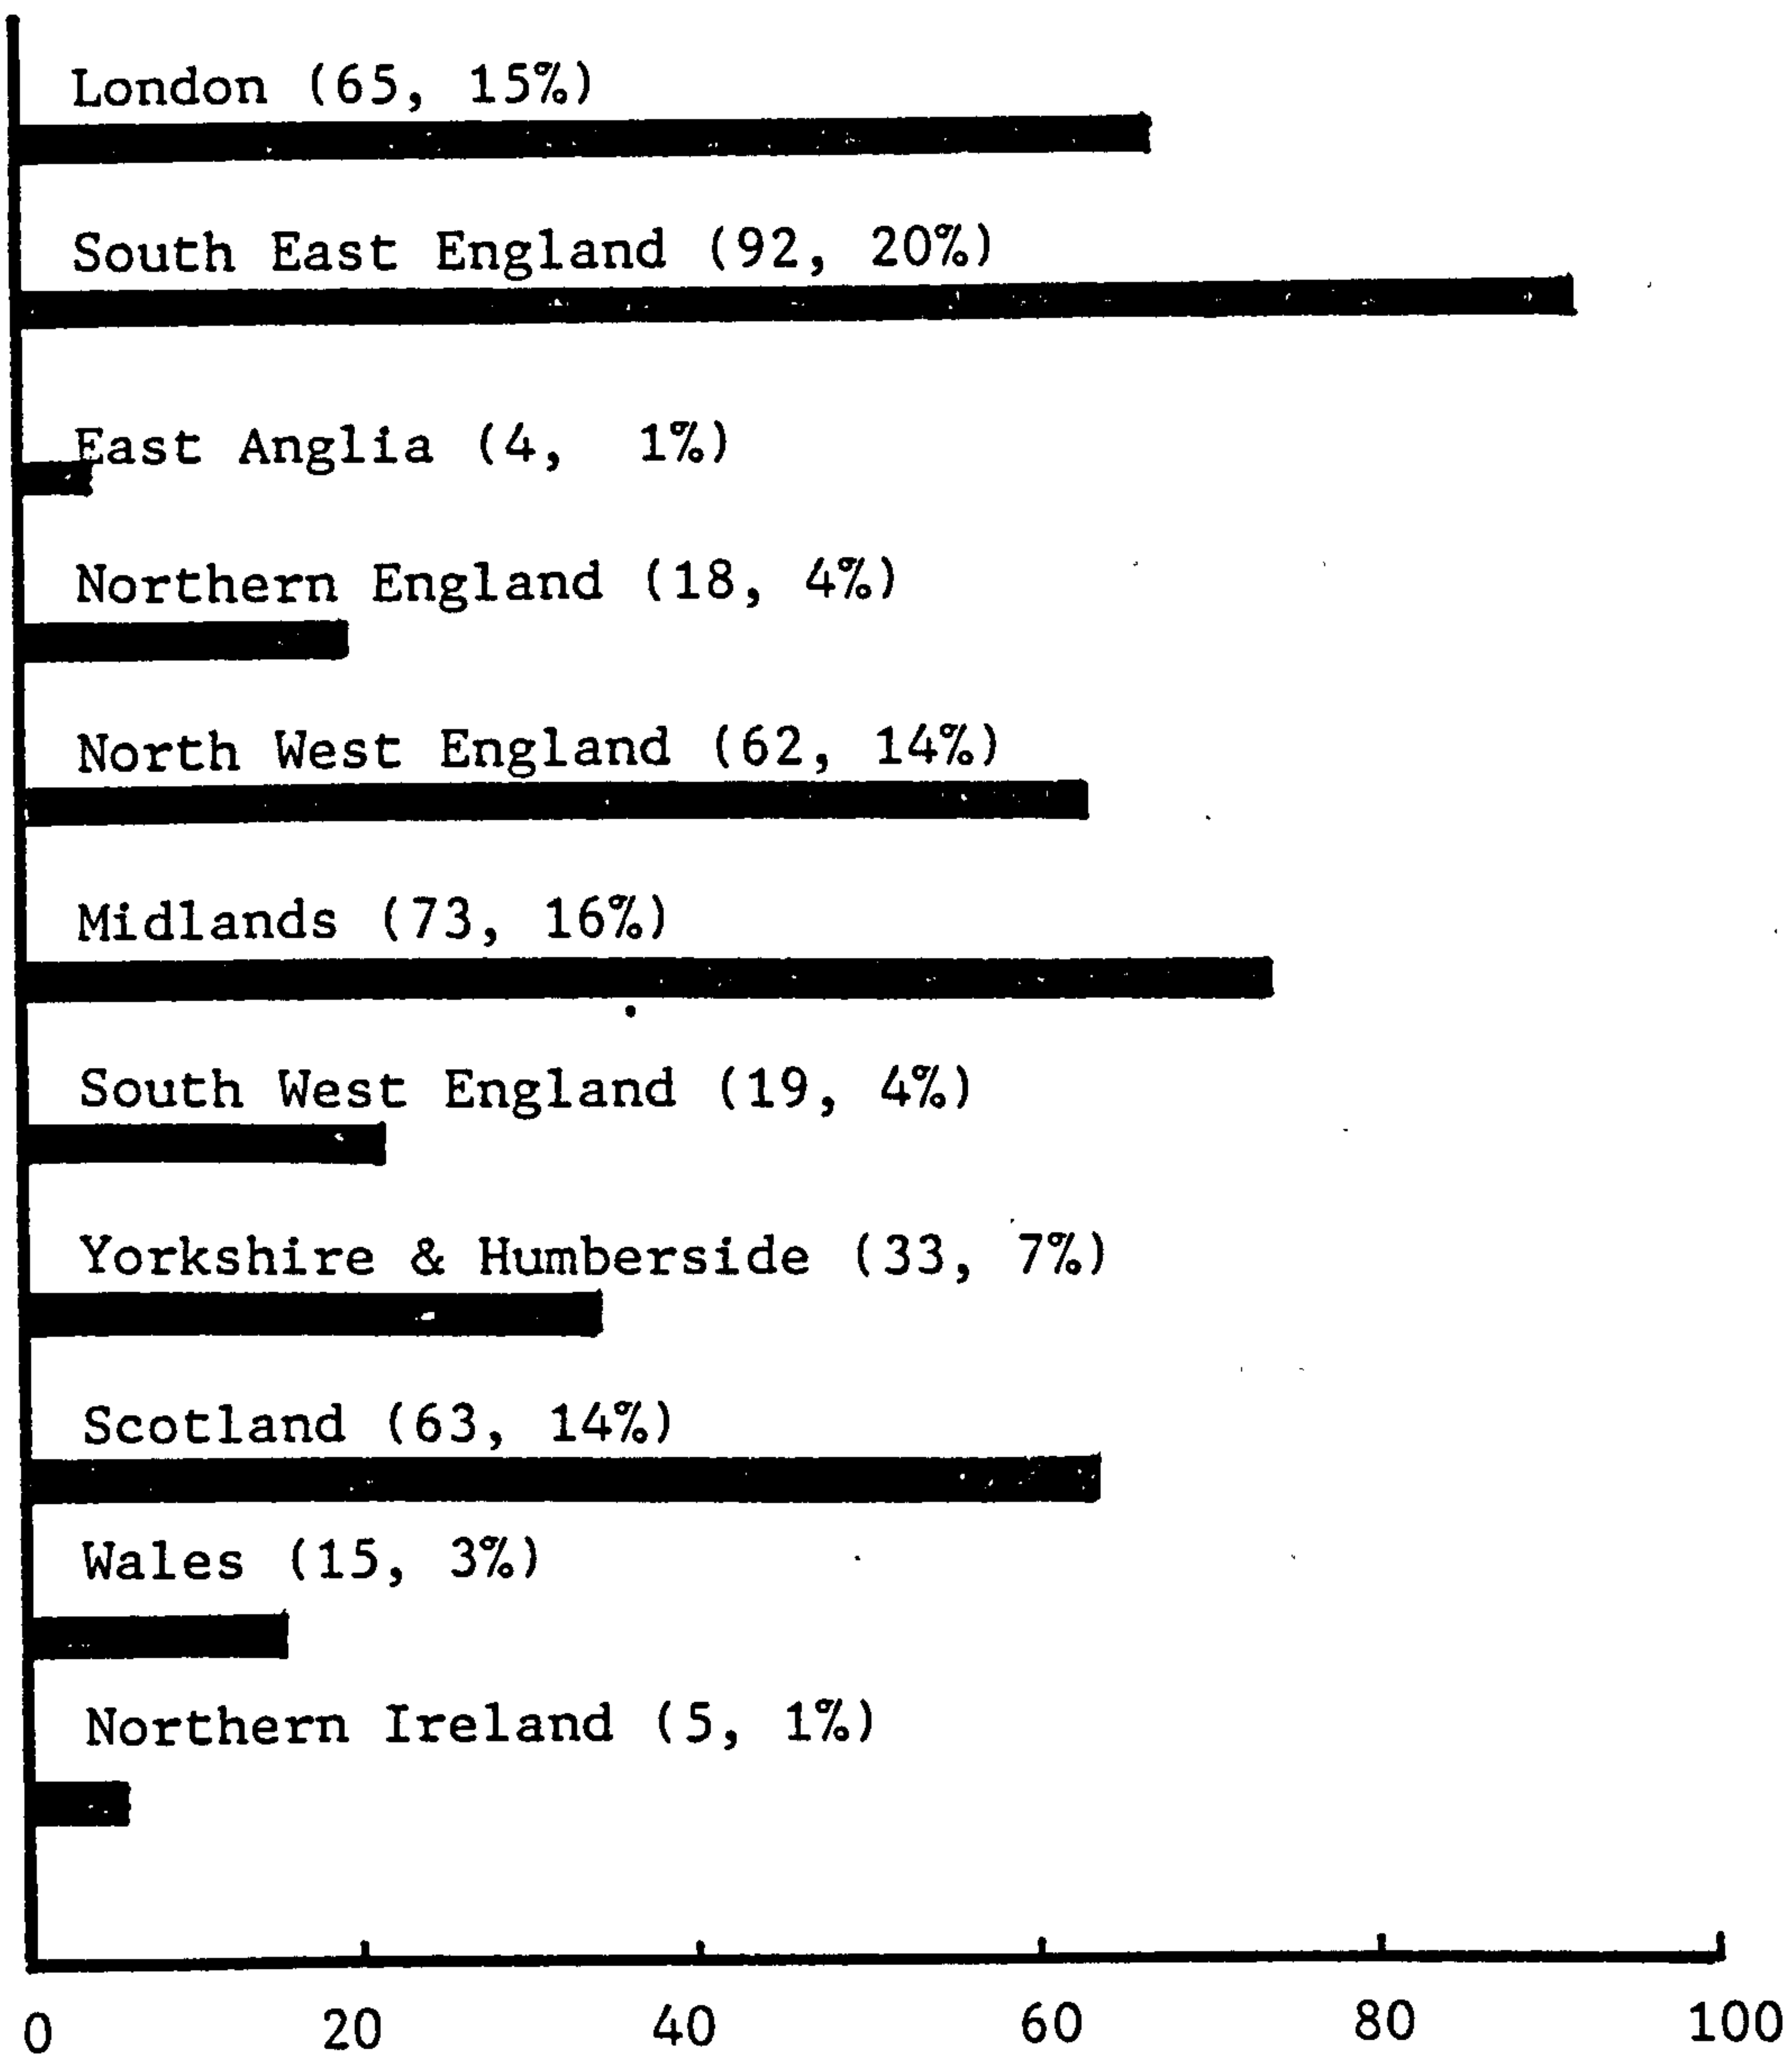 London (65, 15%)
South East England (92, 20%)
East Anglia (4, 1%)
Northern England (18, 4%)
North West England (62, 14%)
Midlands (73, 16%)
South West England (19, 4%)
Yorkshire & Humberside (33, 7%)
Scotland (63, 14%)
Wales (15, 3%)
Northern Ireland (5, 1%)
0 20 40 60 80 100